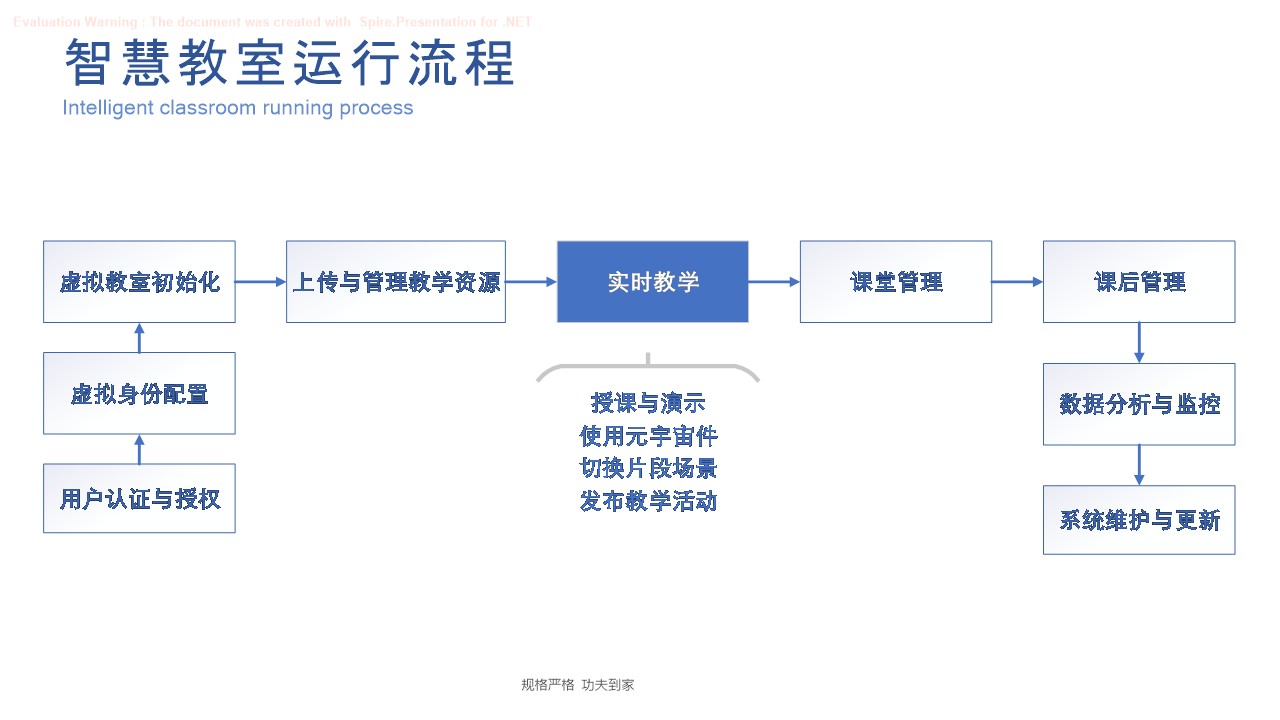 Evaluation Warning : The document was created with Spire.Presentation for .NET
智慧教室运行流程
Intelligent classroom running process
虚拟教室初始化
上传与管理教学资源
实时教学
课堂管理
课后管理
虚拟身份配置
用户认证与授权
授课与演示
使用元宇宙件
切换片段场景
发布教学活动
数据分析与监控
系统维护与更新
规格严格 功夫到家